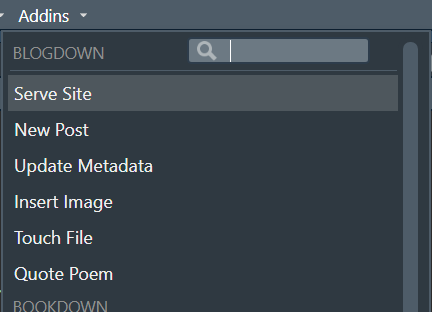 Addins
BLOGDOWN
Serve Site
New Post
Update Metadata
Insert Image
Touch File
Quote Poem
BOOKDOWN